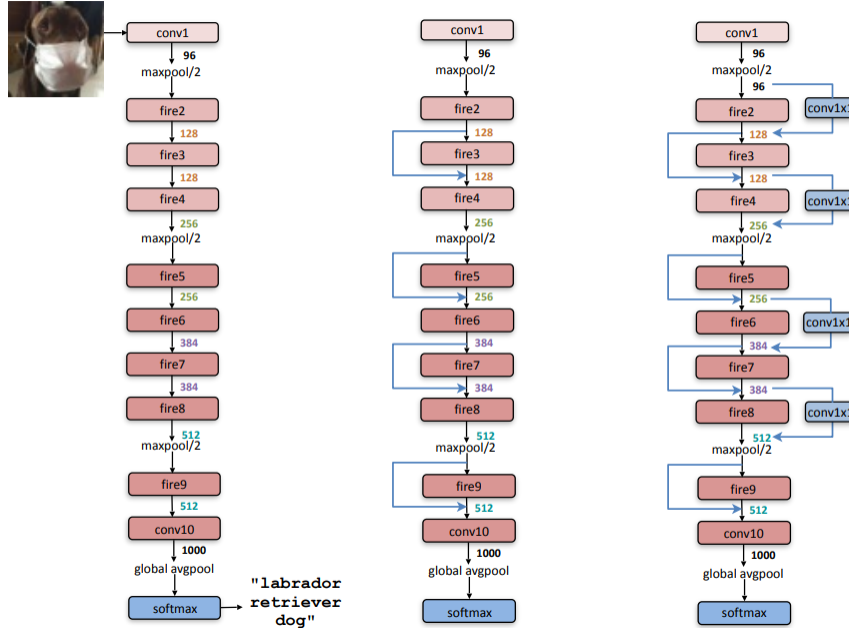 conv1
96
maxpool/2
fire2
128
fire3
128
fire4
256
maxpool/2
fire5
256
fire6
384
fire7
384
fire8
512
maxpool/2
fire9
512
conv10
1000
global avgpool
softmax
"labrador
retriever
dog"
conv1
96
maxpool/2
fire2
128
fire3
128
fire4
256
maxpool/2
fire5
256
fire6
384
fire7
384
fire8
512
maxpool/2
fire9
512
conv10
1000
global avgpool
softmax
conv1
96
maxpool/2
96
fire2
conv1x
128
fire3
128
fire4
conv1x
256
maxpool/2
fire5
256
fire6
conv1x1
384
fire7
384
fire8
conv1x
512
maxpool/2
fire9
512
conv10
1000
global avgpool
softmax